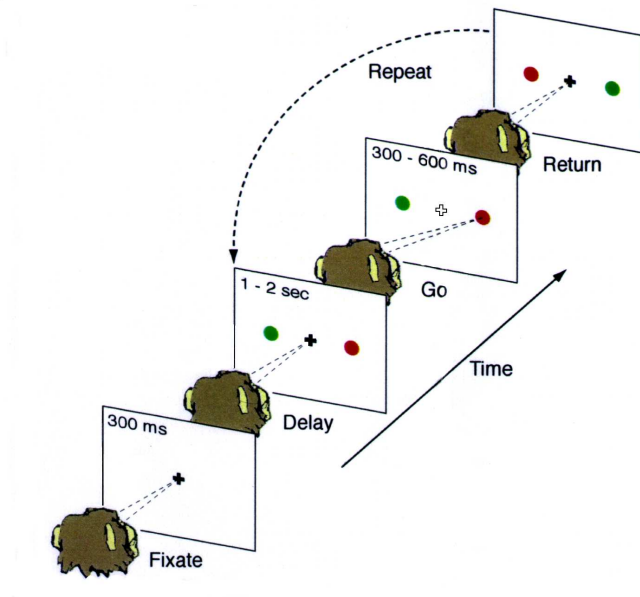 Repeat
Return
300 - 600 ms
Go
1 - 2 sec
Time
Delay
300 ms
Fixate